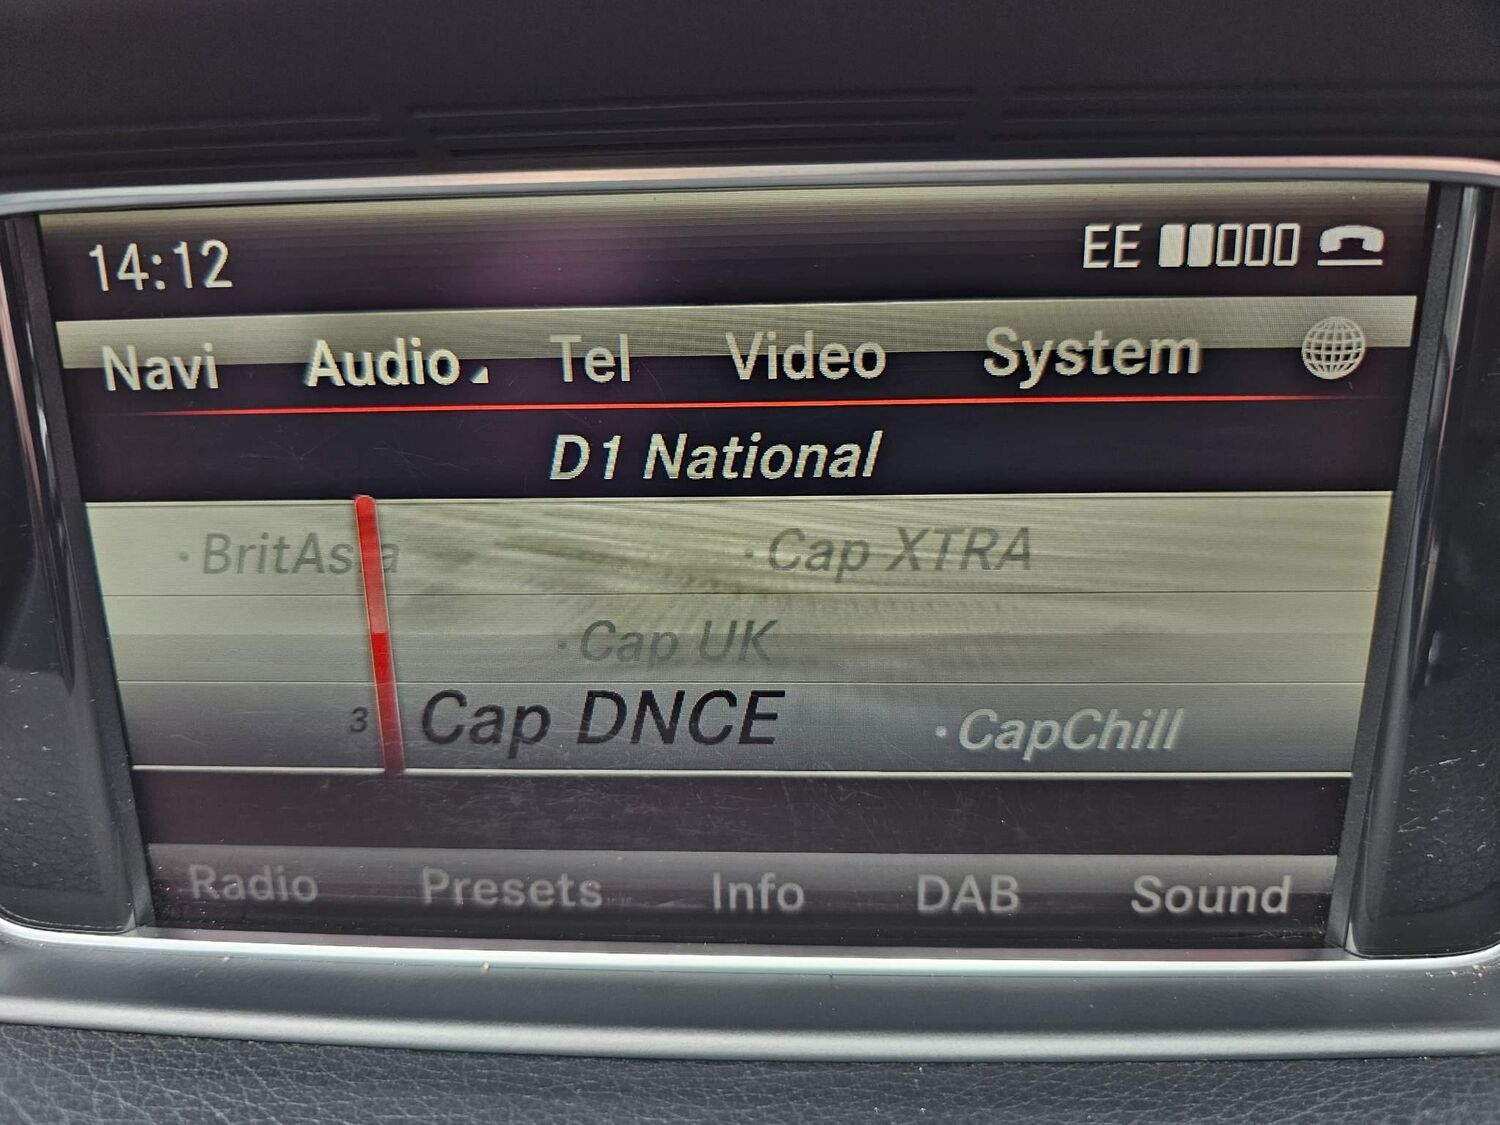 14:12 EE
Navi Audio Tel Video System
D1 National
·BritAsia ·Cap XTRA
·Cap UK
3 Cap DNCE ·CapChill
Radio Presets Info DAB Sound